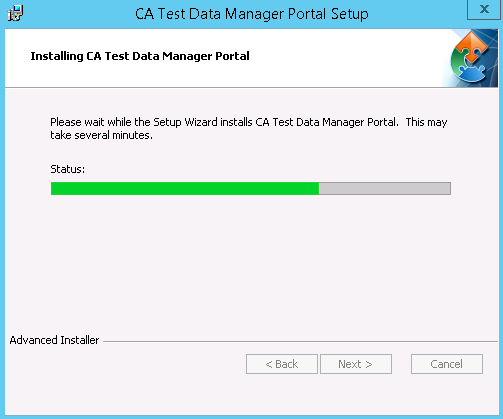 CA Test Data Manager Portal Setup
x
Installing CA Test Data Manager Portal
Please wait while the Setup Wizard installs CA Test Data Manager Portal. This may
take several minutes.
Status:
Advanced Installer
< Back
Next >
Cancel